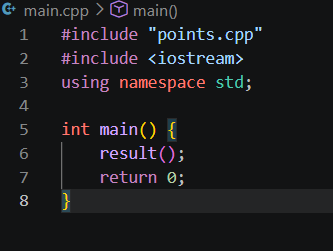 main.cpp > main()
1 #include "points.cpp"
2 #include <iostream>
3 using namespace std;
4
5 int main() {
6     result();
7     return 0;
8 }